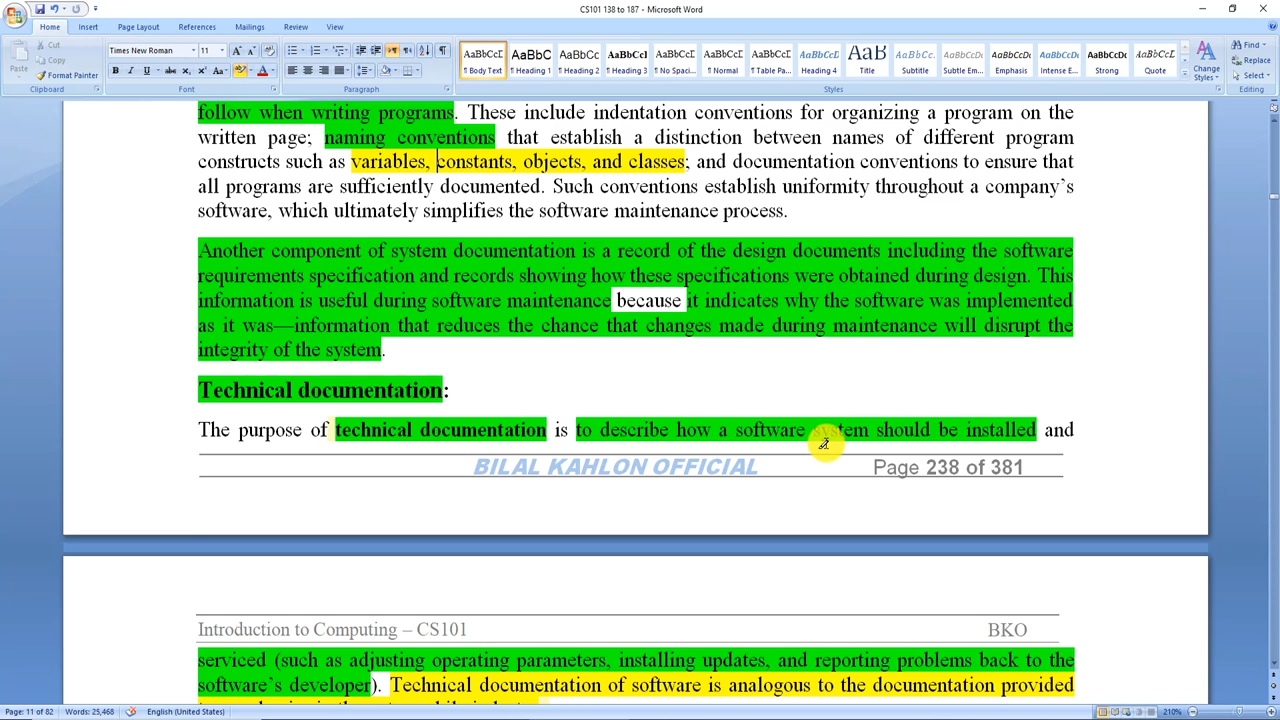 CS101 138 to 187 - Microsoft Word
Home Insert Page Layout References Mailings Review View
Paste Cut Copy Format Painter Clipboard
Times New Roman 11 Font
Paragraph
AaBbCcI AaBbC AaBbCc AaBbCcI AaBbCcI AaBbCcI AaBbCcI AaBbCcI AaB AaBbCcI AaBbCcI AaBbCcDc AaBbCcI AaBbCcDc AaBbCcI
¶ Body Text ¶ Heading 1 ¶ Heading 2 ¶ Heading 3 ¶ No Spaci... ¶ Normal ¶ Table Pa... Heading 4 Title Subtitle Subtle Em... Emphasis Intense E... Strong Quote
Change Styles Styles
Find Replace Select Editing
follow when writing programs. These include indentation conventions for organizing a program on the
written page; naming conventions that establish a distinction between names of different program
constructs such as variables, constants, objects, and classes; and documentation conventions to ensure that
all programs are sufficiently documented. Such conventions establish uniformity throughout a company’s
software, which ultimately simplifies the software maintenance process.
Another component of system documentation is a record of the design documents including the software
requirements specification and records showing how these specifications were obtained during design. This
information is useful during software maintenance because it indicates why the software was implemented
as it was—information that reduces the chance that changes made during maintenance will disrupt the
integrity of the system.
Technical documentation:
The purpose of technical documentation is to describe how a software system should be installed and
BILAL KAHLON OFFICIAL Page 238 of 381
Introduction to Computing – CS101 BKO
serviced (such as adjusting operating parameters, installing updates, and reporting problems back to the
software’s developer). Technical documentation of software is analogous to the documentation provided
Page: 11 of 82 Words: 25,468 English (United States) 210%